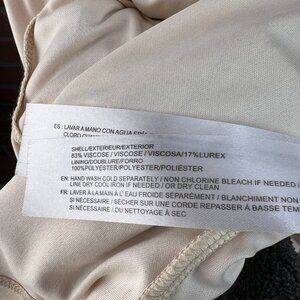 ES: LAVAR A MANO CON AGUA
CLORO
SHELL/EXTERIEUR/EXTERIOR
83% VISCOSE / VISCOSE / VISCOSA/17%LUREX
LINING/DOUBLURE/FORRO
100%POLYESTER/POLYESTER/POLIÉSTER
EN: HAND WASH COLD SEPARATELY / NON CHLORINE BLEACH IF NEEDED /
LINE DRY COOL IRON IF NEEDED / OR DRY CLEAN
FR: LAVER À LA MAIN À L' EAU FROIDE SÉPARÉMENT / BLANCHIMENT NON
SI NÉCESSAIRE / SÉCHER SUR UNE CORDE REPASSER À BASSE
SI NÉCESSAIRE / OU NETTOYAGE À SEC